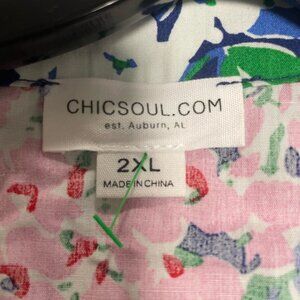 CHICSOUL.COM
est. Auburn, AL
2XL
MADE IN CHINA